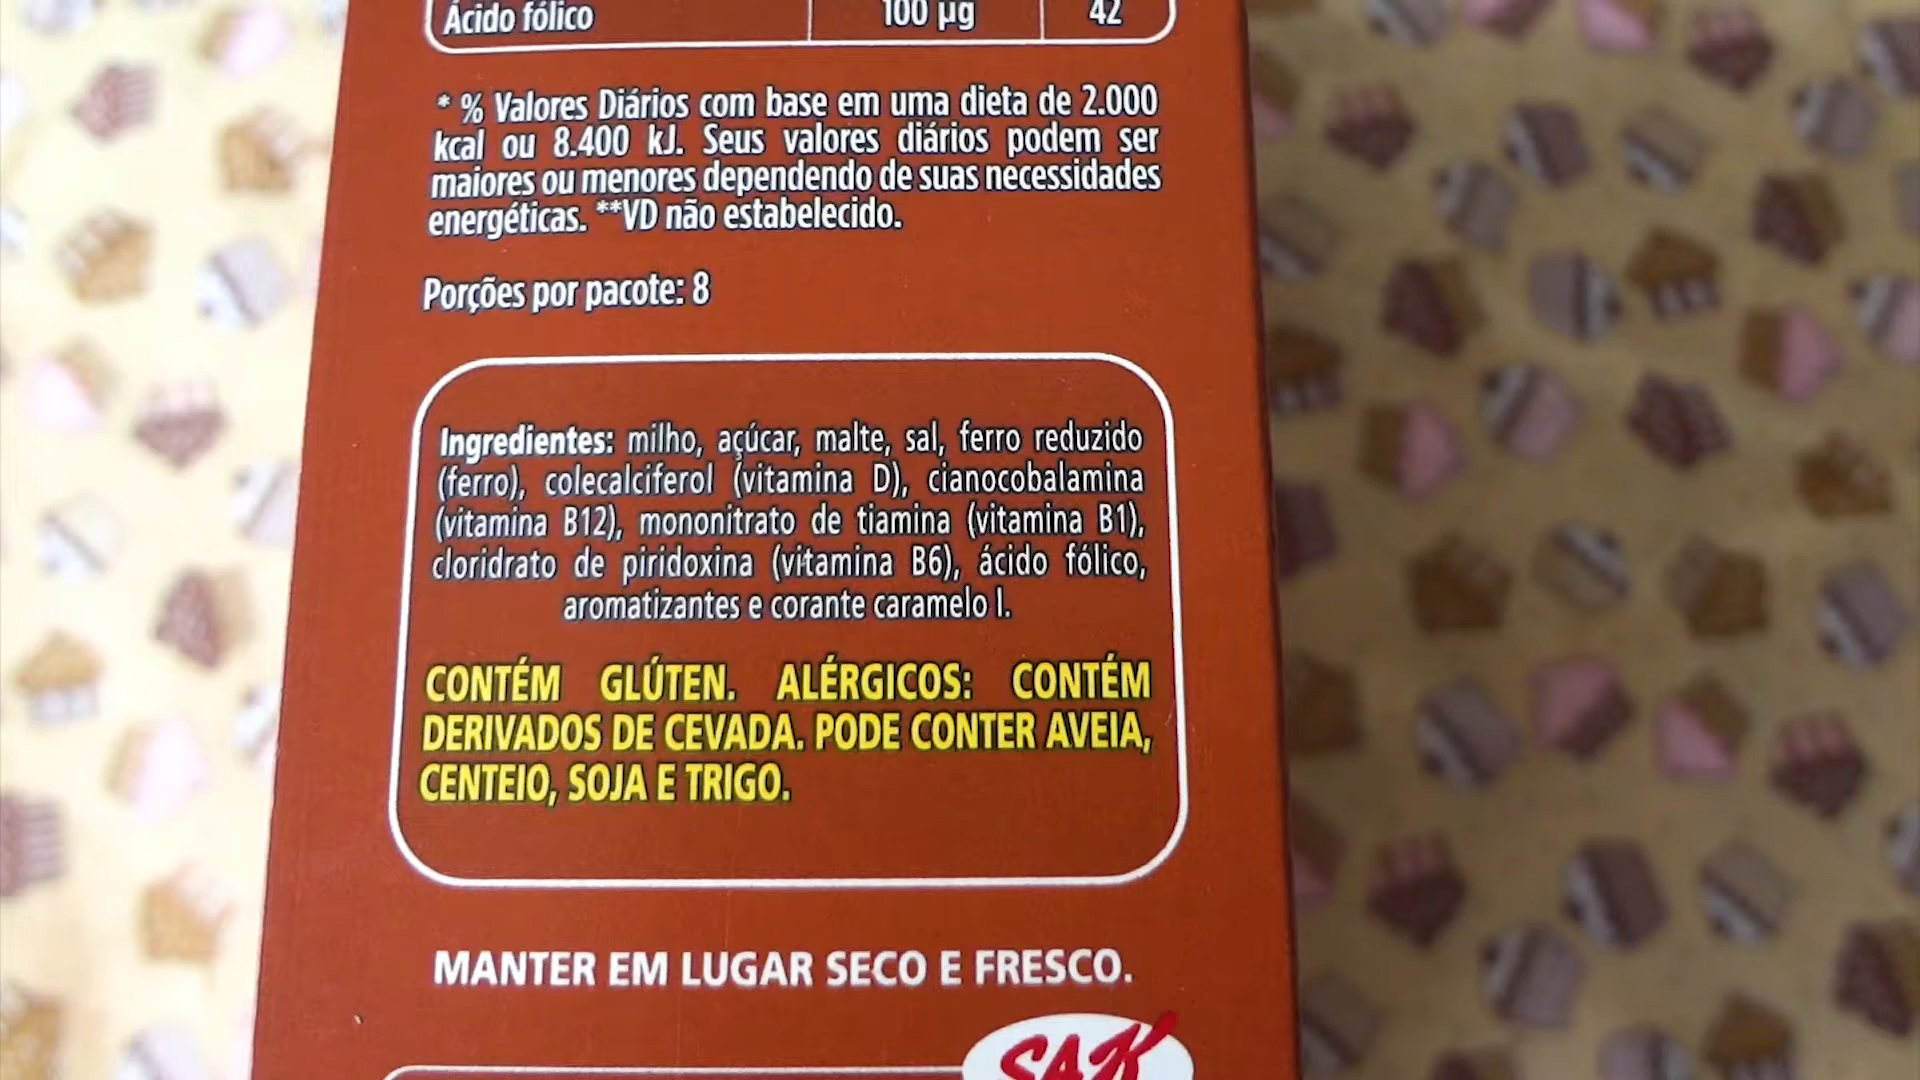 Ácido fólico 100 µg 42
* % Valores Diários com base em uma dieta de 2.000
kcal ou 8.400 kJ. Seus valores diários podem ser
maiores ou menores dependendo de suas necessidades
energéticas. **VD não estabelecido.
Porções por pacote: 8
Ingredientes: milho, açúcar, malte, sal, ferro reduzido
(ferro), colecalciferol (vitamina D), cianocobalamina
(vitamina B12), mononitrato de tiamina (vitamina B1),
cloridrato de piridoxina (vitamina B6), ácido fólico,
aromatizantes e corante caramelo I.
CONTÉM GLÚTEN. ALÉRGICOS: CONTÉM
DERIVADOS DE CEVADA. PODE CONTER AVEIA,
CENTEIO, SOJA E TRIGO.
MANTER EM LUGAR SECO E FRESCO.
SAK